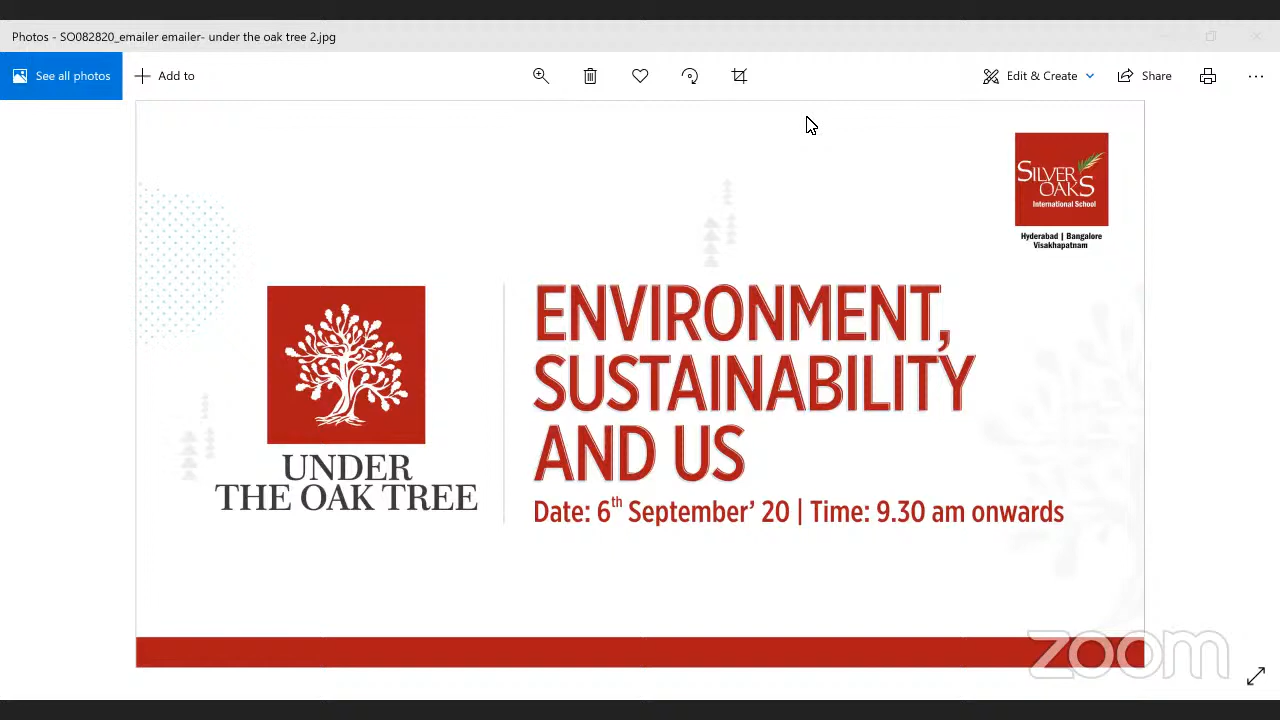 Photos - SO082820_emailer emailer- under the oak tree 2.jpg
See all photos
Add to
Edit & Create
Share
SILVER
OAKS
International School
Hyderabad | Bangalore
Visakhapatnam
ENVIRONMENT,
SUSTAINABILITY
AND US
Date: 6th September' 20 | Time: 9.30 am onwards
UNDER
THE OAK TREE
zoom